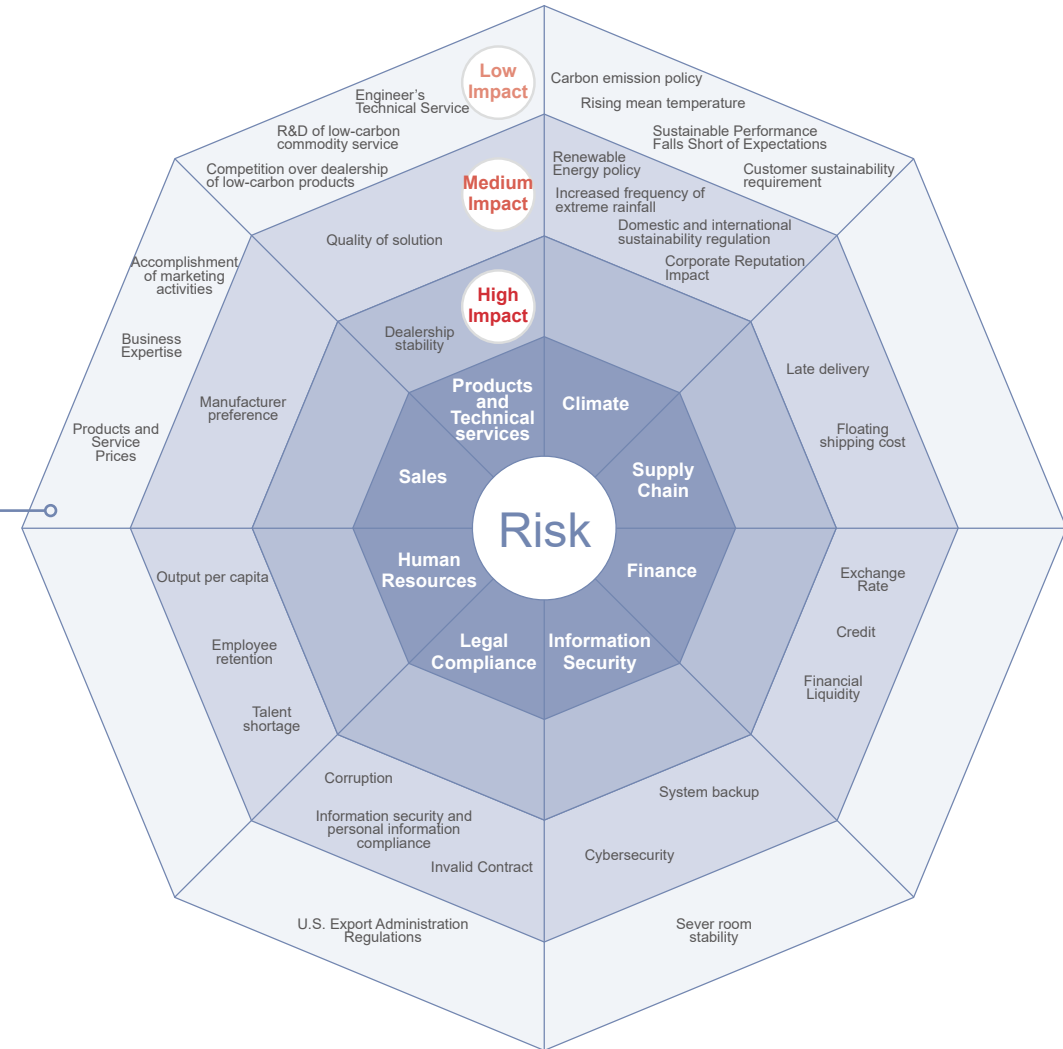 Low
Impact
Carbon emission policy
Rising mean temperature
Sustainable Performance
Falls Short of Expectations
Customer sustainability
requirement
Engineer's
Technical Service
R&D of low-carbon
commodity service
Competition over dealership
of low-carbon products
Medium
Impact
Renewable
Energy policy
Increased frequency of
extreme rainfall
Domestic and international
sustainability regulation
Corporate Reputation
Impact
Quality of solution
High
Impact
Dealership
stability
Accomplishment
of marketing
activities
Business
Expertise
Products and
Service
Prices
Manufacturer
preference
Late delivery
Floating
shipping cost
Products
and
Technical
services
Climate
Sales
Supply
Chain
Risk
Human
Resources
Finance
Legal
Compliance
Information
Security
Output per capita
Employee
retention
Talent
shortage
Exchange
Rate
Credit
Financial
Liquidity
Corruption
Information security and
personal information
compliance
Invalid Contract
System backup
Cybersecurity
U.S. Export Administration
Regulations
Sever room
stability